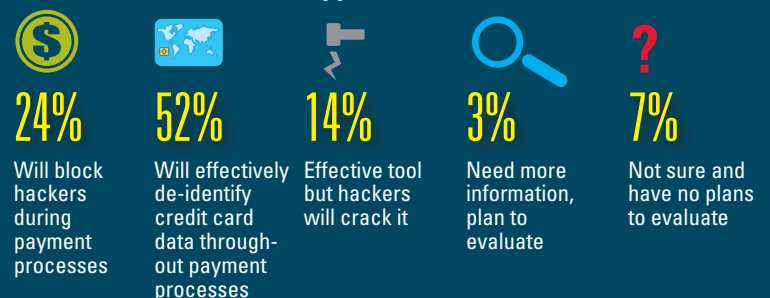 24%
Will block
hackers
during
payment
processes
52%
Will effectively
de-identify
credit card
data through-
out payment
processes
14%
Effective tool
but hackers
will crack it
3%
Need more
information,
plan to
evaluate
?
7%
Not sure and
have no plans
to evaluate